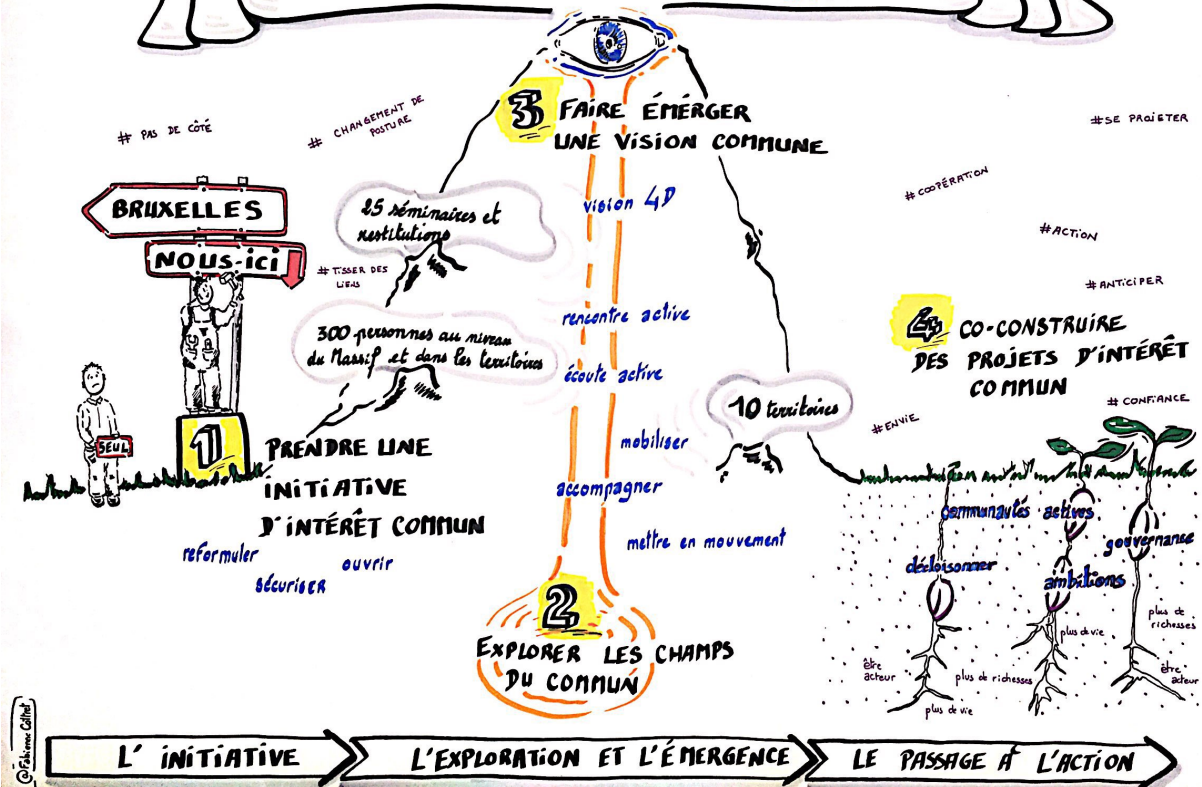 3 FAIRE ÉMERGER
UNE VISION COMMUNE
# PAS DE CÔTÉ
# CHANGEMENT DE
POSTURE
#SE PROJETER
#COOPÉRATION
BRUXELLES
NOUS-ici
25 séminaires et
restitutions
vision 4D
#ACTION
# TISSER DES
LIENS
#ANTICIPER
300 personnes au niveau
du Massif et dans les territoires
rencontre active
4 CO-CONSTRUIRE
DES PROJETS D'INTÉRÊT
COMMUN
écoute active
10 territoires
# CONFIANCE
#ENVIE
SEUL
1 PRENDRE UNE
INITIATIVE
D'INTÉRÊT COMMUN
mobiliser
accompagner
mettre en mouvement
reformuler
ouvrir
sécuriser
communautés actives
gouvernance
décloisonner
ambitions
2
EXPLORER LES CHAMPS
DU COMMUN
plus de
richesses
plus de vie
être
acteur
plus de richesses
être
acteur
plus de vie
@Fabienne Colnet
L' INITIATIVE
L'EXPLORATION ET L'ÉMERGENCE
LE PASSAGE À L'ACTION